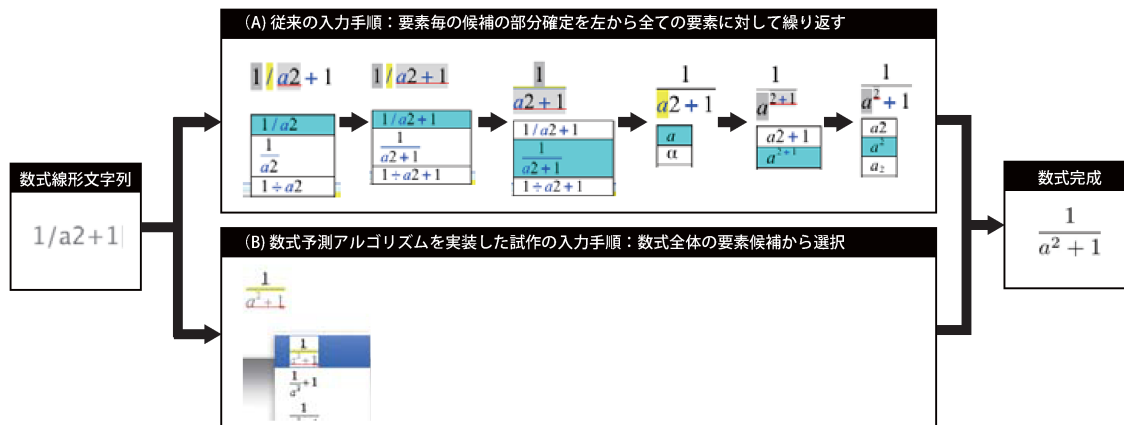 (A) 従来の入力手順：要素毎の候補の部分確定を左から全ての要素に対して繰り返す
1/a2+1
1/a2
1
a2
1÷a2
1/a2+1
1/a2+1
1
a2+1
1÷a2+1
1
a2+1
1/a2+1
1
a2+1
1÷a2+1
1
a2+1
a
α
1
a²⁺¹
a2+1
a²⁺¹
1
a²+1
a2
a²
a₂
数式線形文字列
1/a2+1
(B) 数式予測アルゴリズムを実装した試作の入力手順：数式全体の要素候補から選択
1
a²+1
1
a²+1
1
a²+1
1
数式完成
1
a²+1